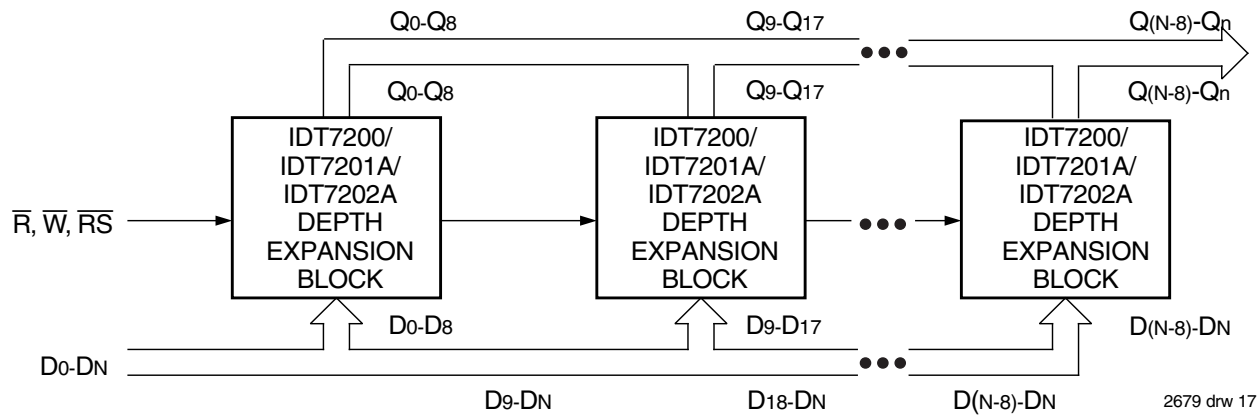 Q0-Q8 Q9-Q17 Q(N-8)-Qn
Q0-Q8 Q9-Q17 Q(N-8)-Qn
IDT7200/
IDT7201A/
IDT7202A
DEPTH
EXPANSION
BLOCK
IDT7200/
IDT7201A/
IDT7202A
DEPTH
EXPANSION
BLOCK
IDT7200/
IDT7201A/
IDT7202A
DEPTH
EXPANSION
BLOCK
R̅, W̅, R̅S̅
D0-D8 D9-D17 D(N-8)-DN
D0-DN
D9-DN D18-DN D(N-8)-DN
2679 drw 17